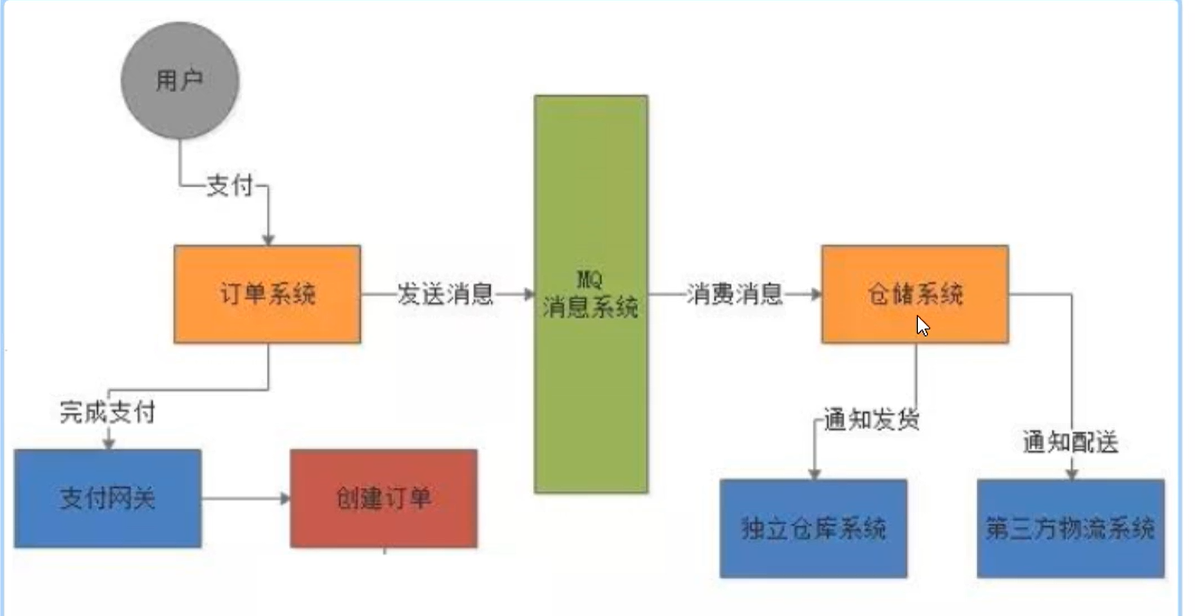 用户
支付
订单系统
发送消息
MQ
消息系统
消费消息
仓储系统
完成支付
通知发货
通知配送
支付网关
创建订单
独立仓库系统
第三方物流系统